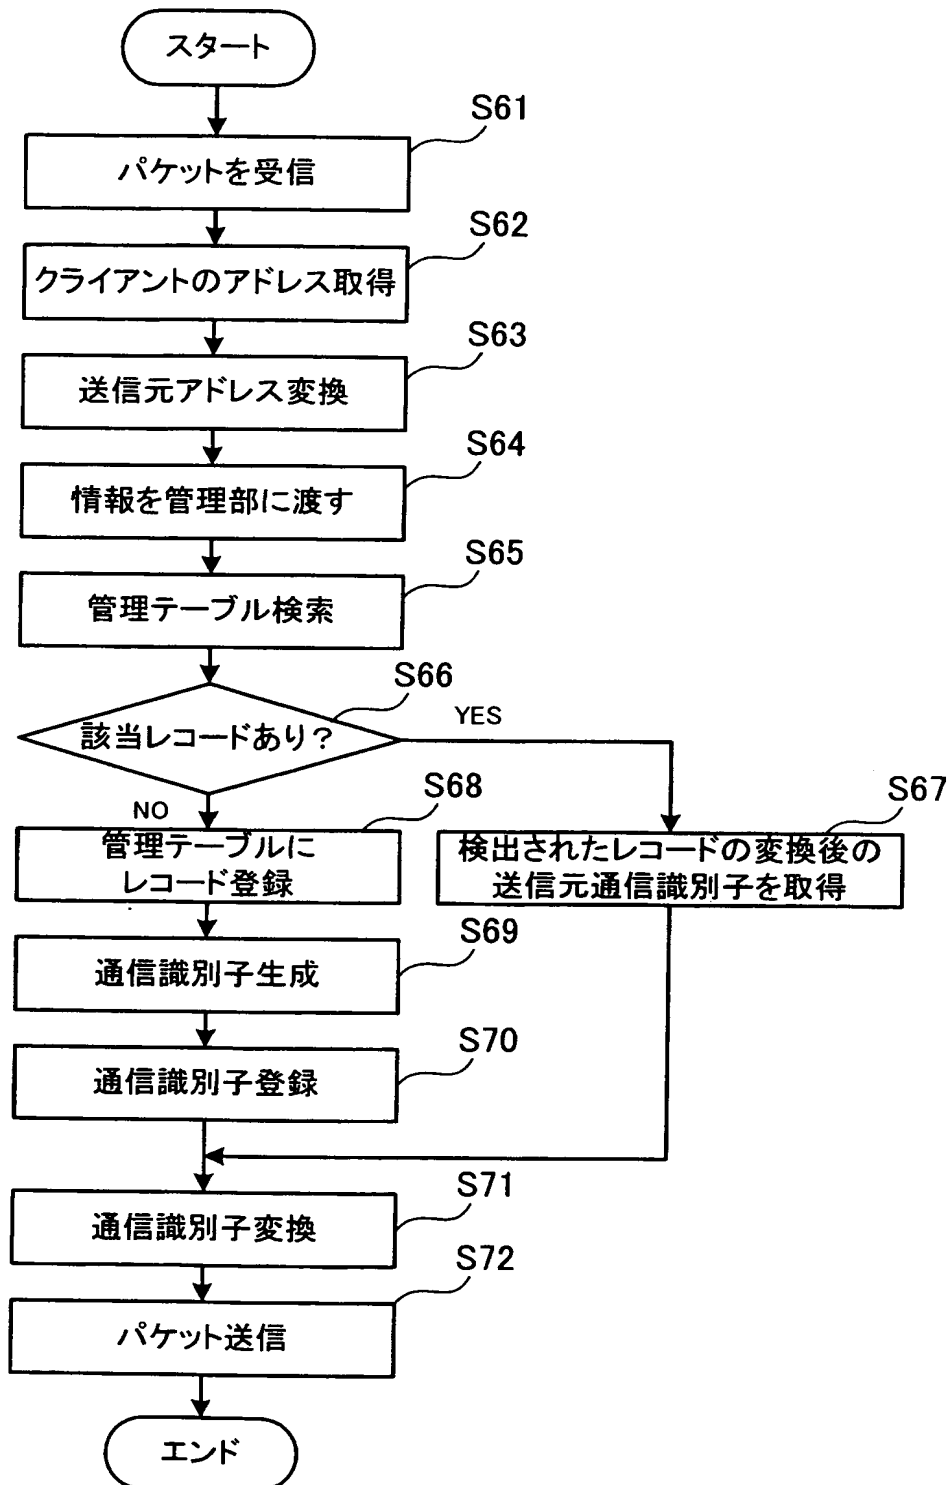 スタート
S61
パケットを受信
S62
クライアントのアドレス取得
S63
送信元アドレス変換
S64
情報を管理部に渡す
S65
管理テーブル検索
S66
該当レコードあり？
YES
NO
S68
管理テーブルに
レコード登録
S67
検出されたレコードの変換後の
送信元通信識別子を取得
S69
通信識別子生成
S70
通信識別子登録
S71
通信識別子変換
S72
パケット送信
エンド